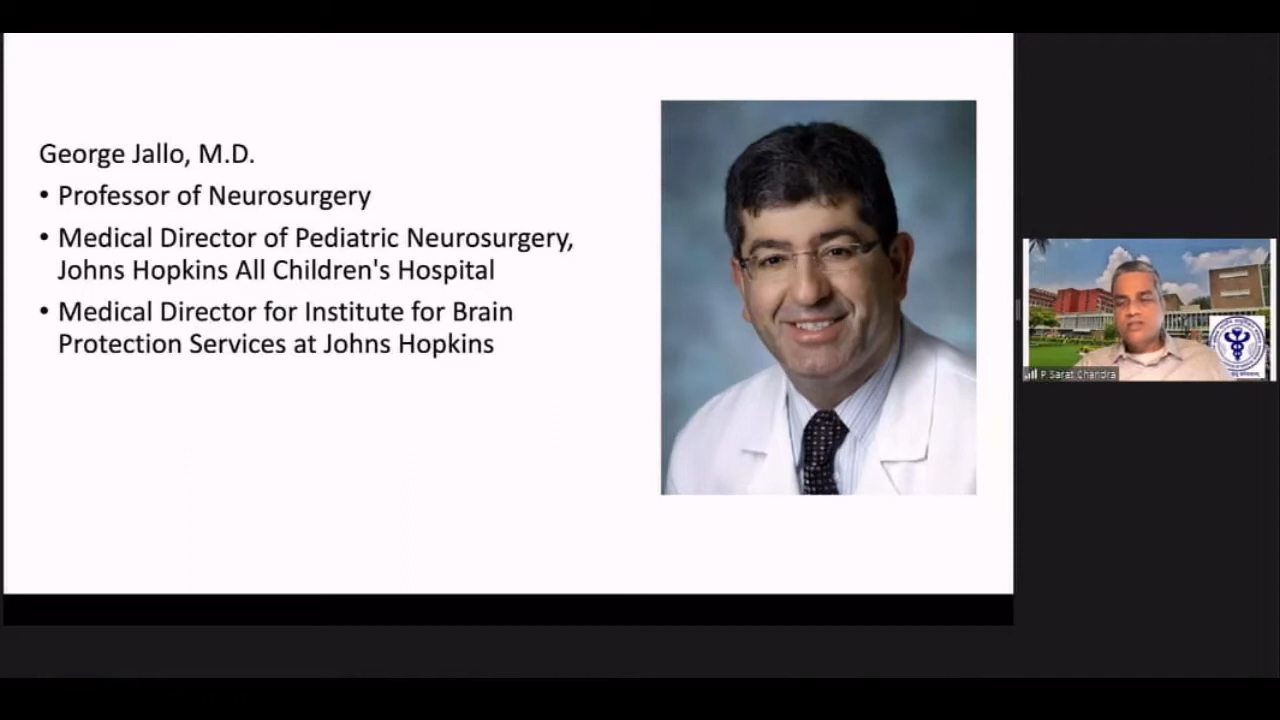 George Jallo, M.D.
• Professor of Neurosurgery
• Medical Director of Pediatric Neurosurgery,
Johns Hopkins All Children's Hospital
• Medical Director for Institute for Brain
Protection Services at Johns Hopkins
P Sarat Chandra